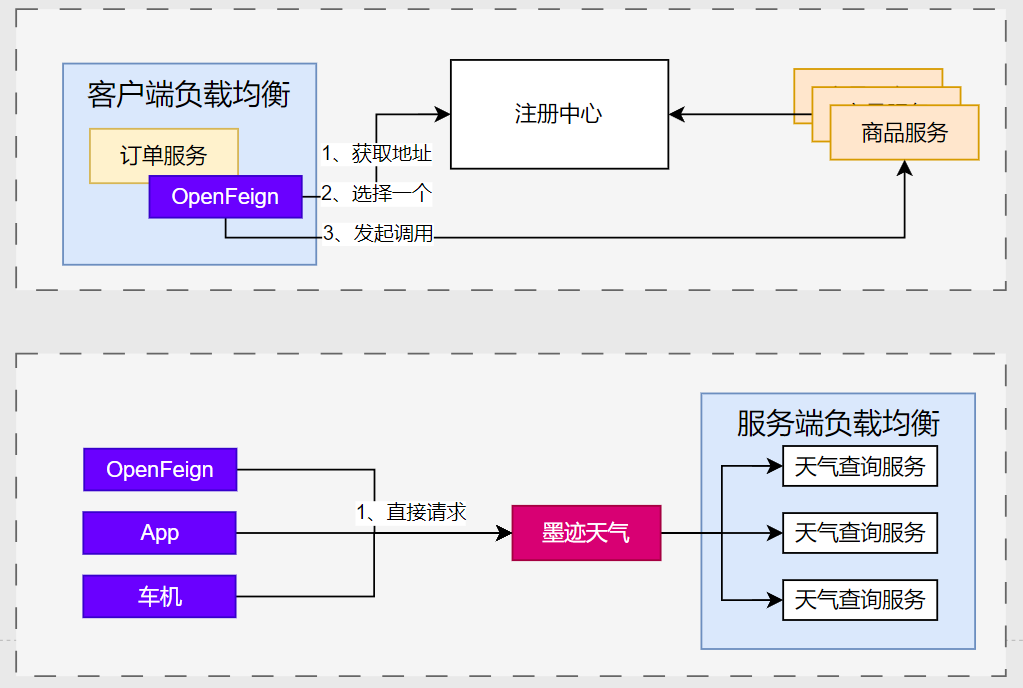 客户端负载均衡
订单服务
OpenFeign
1、获取地址
2、选择一个
3、发起调用
注册中心
商品服务
OpenFeign
App
车机
1、直接请求
墨迹天气
服务端负载均衡
天气查询服务
天气查询服务
天气查询服务